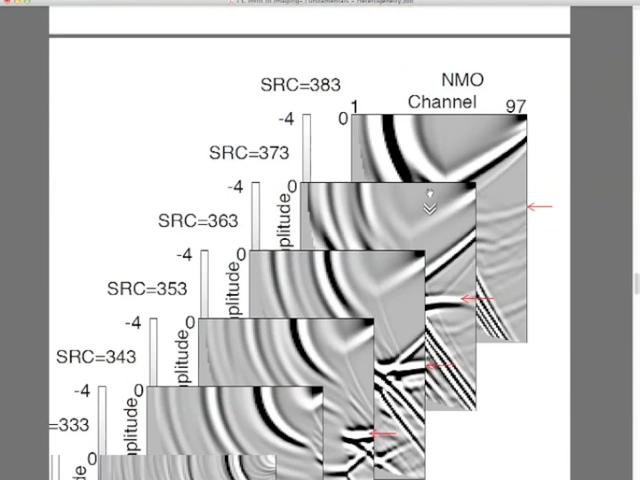 SRC=383
NMO
Channel
1
97
-4
0
SRC=373
-4
0
plitude
SRC=363
-4
0
plitude
SRC=353
-4
0
plitude
SRC=343
-4
0
plitude
=333
0
de